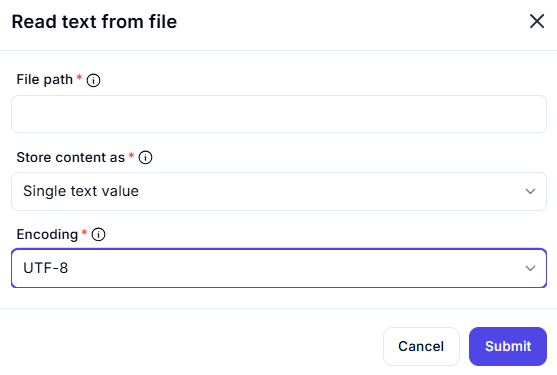 Read text from file
File path *
Store content as *
Single text value
Encoding *
UTF-8
Cancel Submit